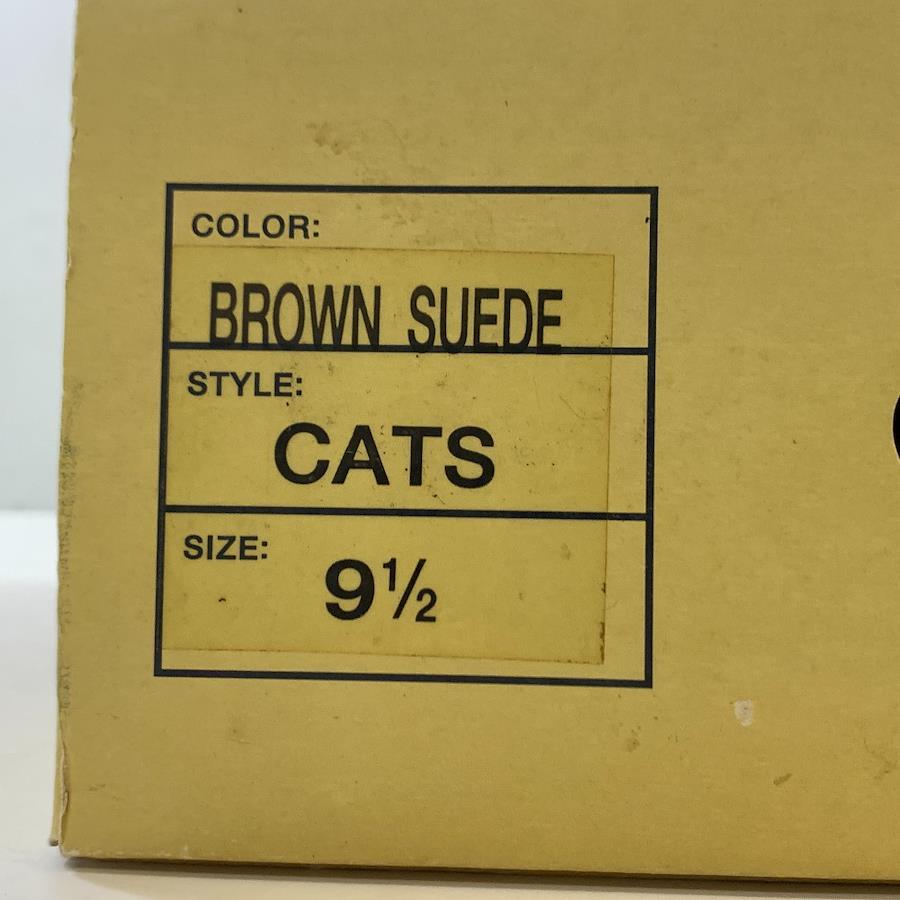 COLOR:
BROWN SUEDE
STYLE:
CATS
SIZE:
9½